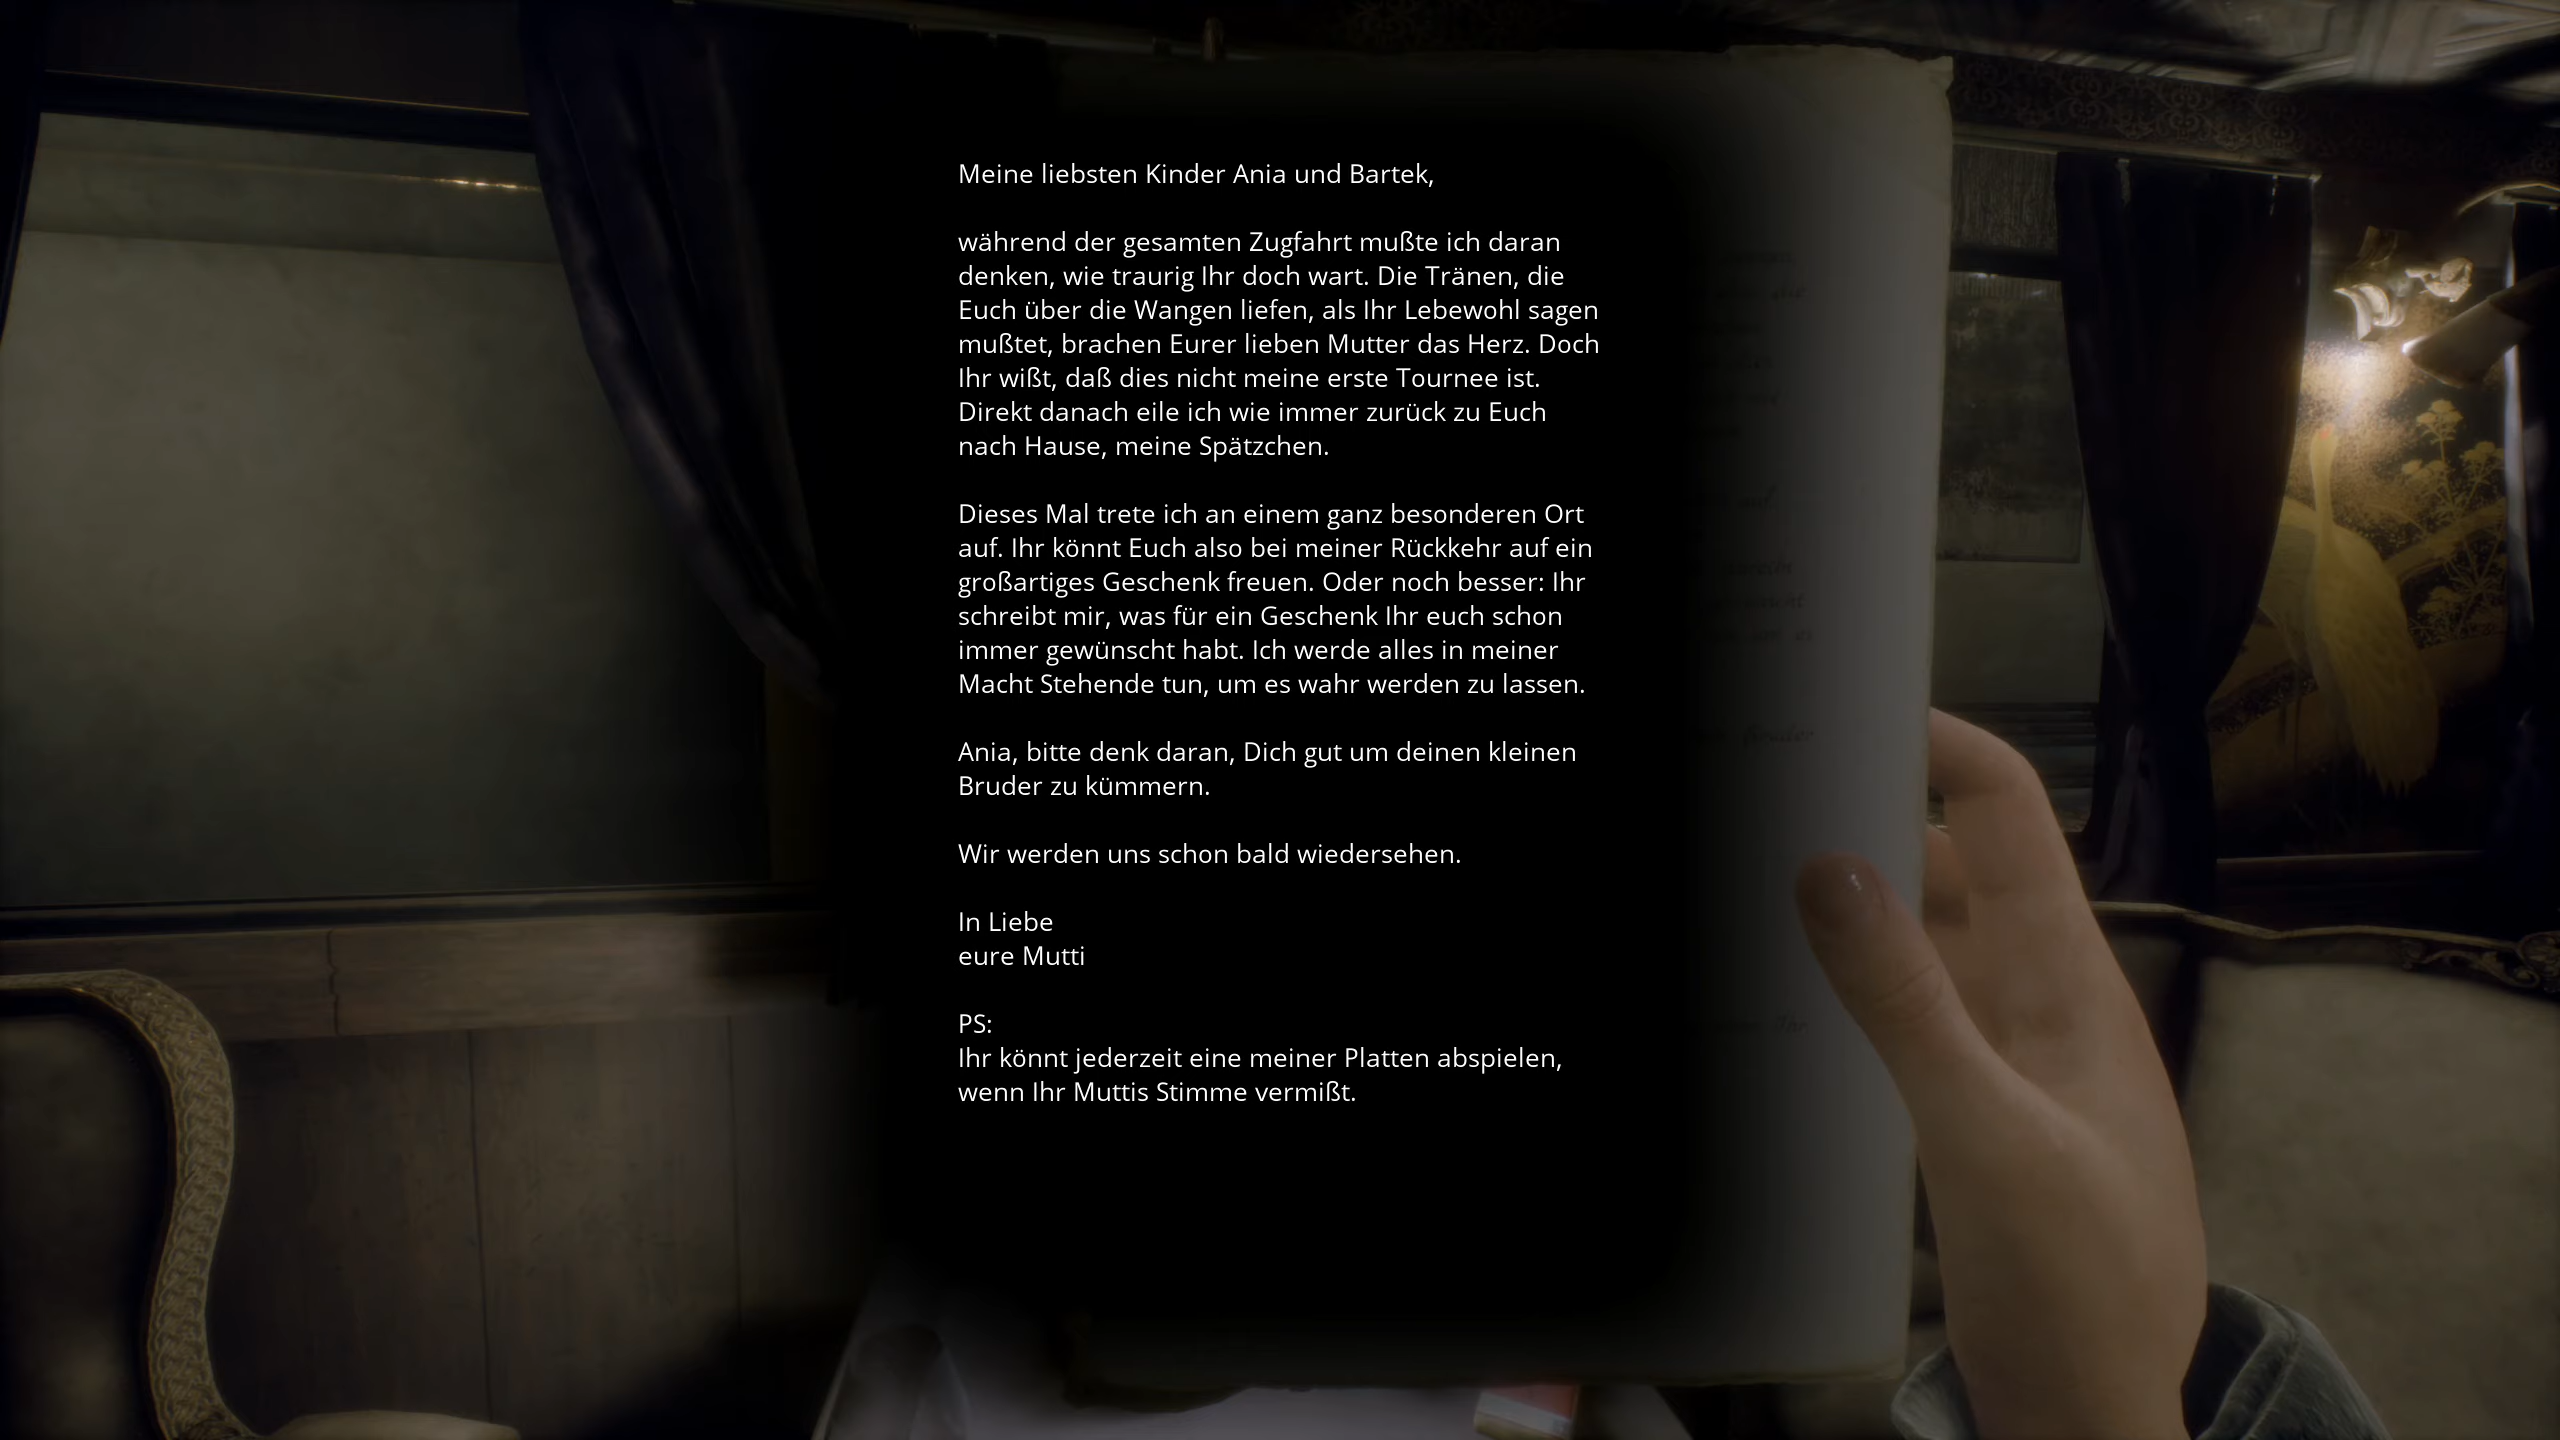 Meine liebsten Kinder Ania und Bartek,
während der gesamten Zugfahrt mußte ich daran
denken, wie traurig Ihr doch wart. Die Tränen, die
Euch über die Wangen liefen, als Ihr Lebewohl sagen
mußtet, brachen Eurer lieben Mutter das Herz. Doch
Ihr wißt, daß dies nicht meine erste Tournee ist.
Direkt danach eile ich wie immer zurück zu Euch
nach Hause, meine Spätzchen.
Dieses Mal trete ich an einem ganz besonderen Ort
auf. Ihr könnt Euch also bei meiner Rückkehr auf ein
großartiges Geschenk freuen. Oder noch besser: Ihr
schreibt mir, was für ein Geschenk Ihr euch schon
immer gewünscht habt. Ich werde alles in meiner
Macht Stehende tun, um es wahr werden zu lassen.
Ania, bitte denk daran, Dich gut um deinen kleinen
Bruder zu kümmern.
Wir werden uns schon bald wiedersehen.
In Liebe
eure Mutti
PS:
Ihr könnt jederzeit eine meiner Platten abspielen,
wenn Ihr Muttis Stimme vermißt.